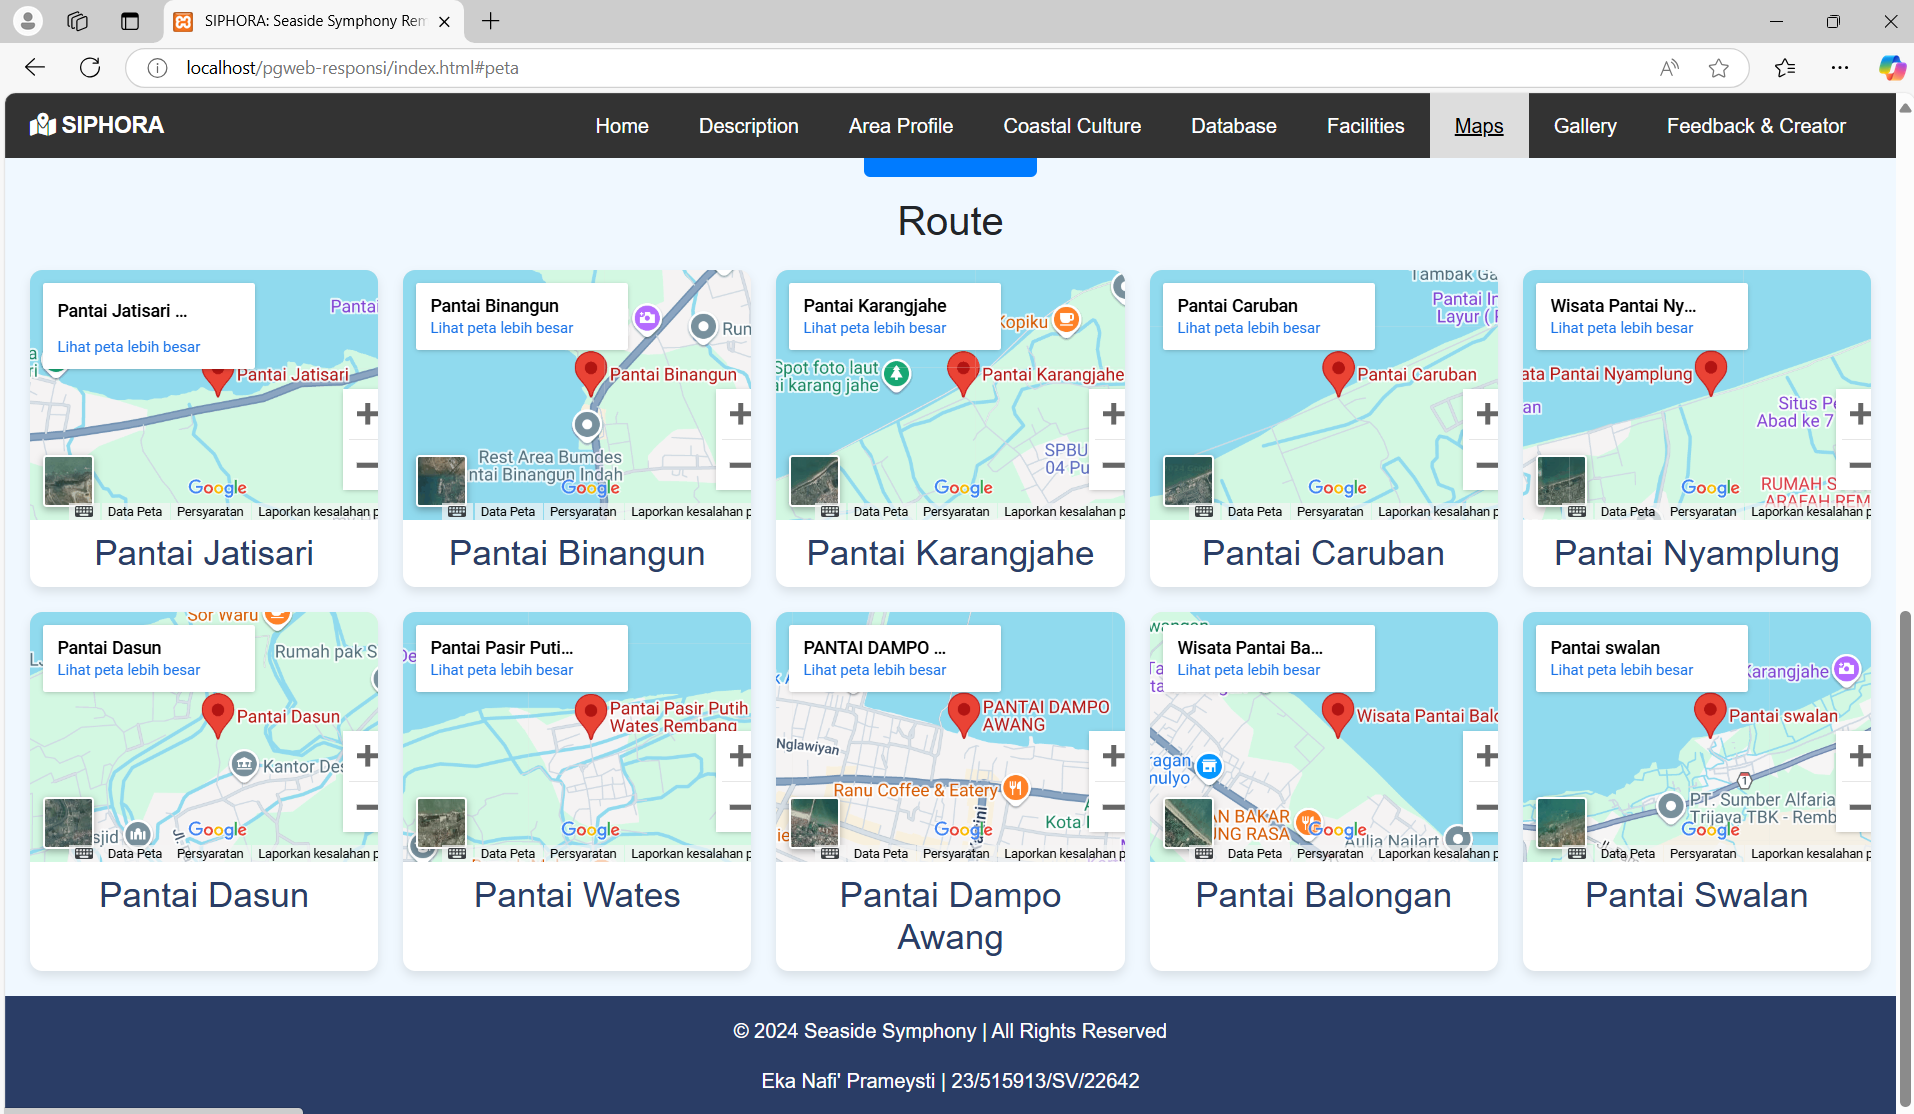 SIPHORA: Seaside Symphony Rem
localhost/pgweb-responsi/index.html#peta
SIPHORA
Home
Description
Area Profile
Coastal Culture
Database
Facilities
Maps
Gallery
Feedback & Creator
Route
Pantai Jatisari ...
Lihat peta lebih besar
Pantai
Pantai Jatisari
Google
Data Peta
Persyaratan
Laporkan kesalahan p
Pantai Jatisari
Pantai Binangun
Lihat peta lebih besar
Run
Pantai Binangun
Rest Area Bumdes
ntai Binangun Indah
Google
Data Peta
Persyaratan
Laporkan kesalahan p
Pantai Binangun
Pantai Karangjahe
Lihat peta lebih besar
Kopiku
Spot foto laut
ai karang jahe
Pantai Karangjahe
SPBU
04 Pu
Google
Data Peta
Persyaratan
Laporkan kesalahan p
Pantai Karangjahe
Pantai Caruban
Lihat peta lebih besar
Tambak Ga
Pantai In
Layur ( P
Pantai Caruban
Google
Data Peta
Persyaratan
Laporkan kesalahan p
Pantai Caruban
Wisata Pantai Ny...
Lihat peta lebih besar
ata Pantai Nyamplung
an
Situs Pe
Abad ke 7
RUMAH S
ARAFAH REM
Google
Data Peta
Persyaratan
Laporkan kesalahan p
Pantai Nyamplung
Sor Waru
Pantai Dasun
Lihat peta lebih besar
Rumah pak S
Pantai Dasun
Kantor Des
sjid
Google
Data Peta
Persyaratan
Laporkan kesalahan p
Pantai Dasun
Pantai Pasir Puti...
Lihat peta lebih besar
De
Pantai Pasir Putih
Wates Rembang
Google
Data Peta
Persyaratan
Laporkan kesalahan p
Pantai Wates
PANTAI DAMPO ...
Lihat peta lebih besar
PANTAI DAMPO
AWANG
Nglawiyan
Ranu Coffee & Eatery
Kota
Google
Data Peta
Persyaratan
Laporkan kesalahan p
Pantai Dampo
Awang
Wisata Pantai Ba...
Lihat peta lebih besar
Wisata Pantai Balo
ragan
mulyo
AN BAKAR
UNG RASA
Aulia Nailart
Google
Data Peta
Persyaratan
Laporkan kesalahan p
Pantai Balongan
Pantai swalan
Lihat peta lebih besar
Karangjahe
Pantai swalan
1
PT. Sumber Alfaria
Trijaya TBK - Remb
Google
Data Peta
Persyaratan
Laporkan kesalahan p
Pantai Swalan
© 2024 Seaside Symphony | All Rights Reserved
Eka Nafi' Prameysti | 23/515913/SV/22642